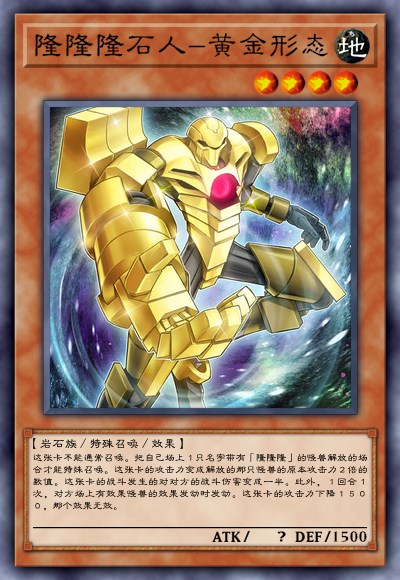 隆隆隆石人-黄金形态 地
【岩石族/特殊召唤/效果】
这张卡不能通常召唤。把自己场上1只名字带有「隆隆隆」的怪兽解放的场
合才能特殊召唤。这张卡的攻击力变成解放的那只怪兽的原本攻击力2倍的
数值。这张卡的战斗发生的对对方的战斗伤害变成一半。此外，1回合1
次，对方场上有效果怪兽的效果发动时发动。这张卡的攻击力下降150
0，那个效果无效。
ATK/ ? DEF/1500